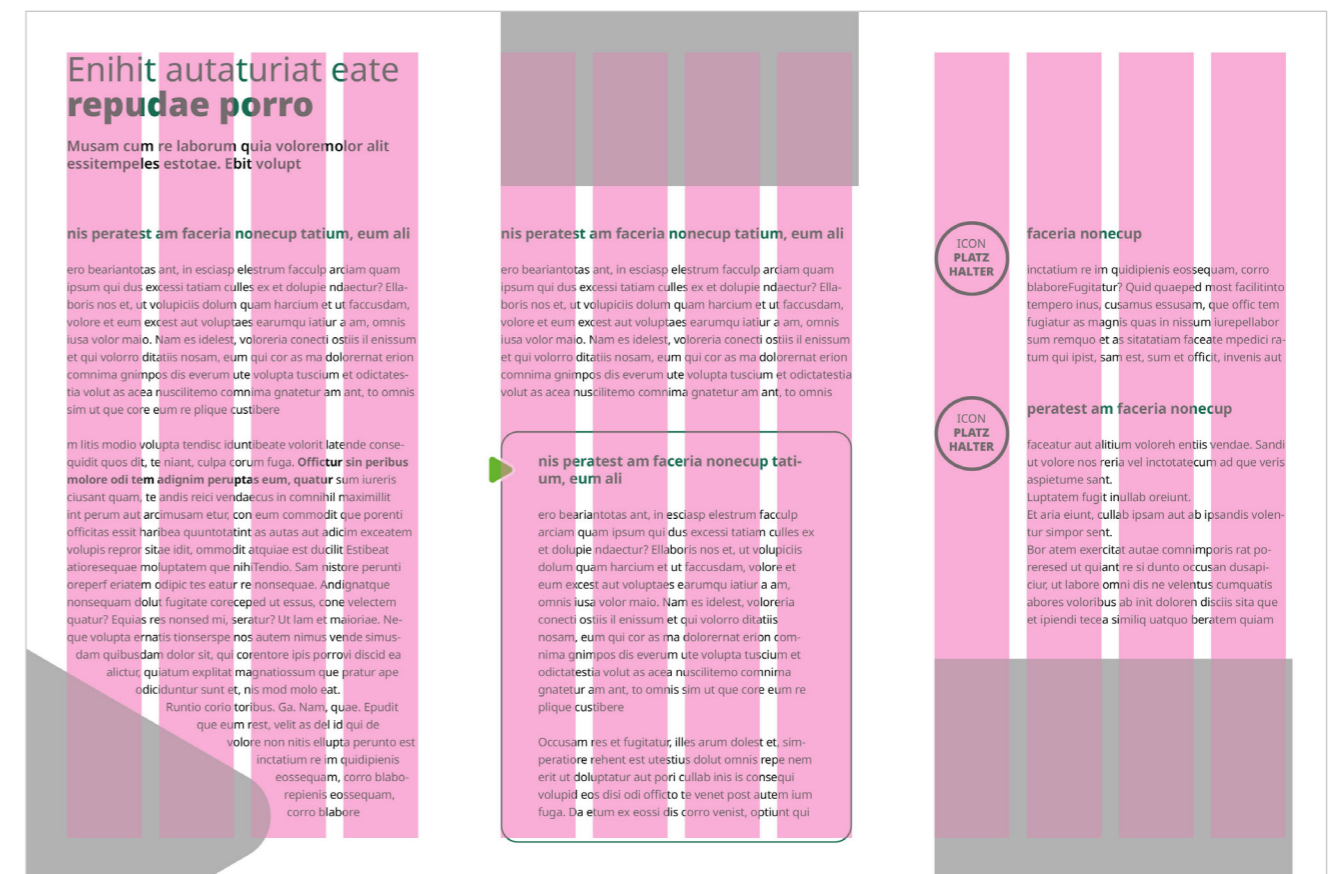 Enihit autaturiat eate
repudae porro
Musam cum re laborum quia voloremolor alit
essitempeles estotae. Ebit volupt
nis peratest am faceria nonecup tatium, eum ali
ero beariantotas ant, in esciasp elestrum facculp arciam quam
ipsum qui dus excessi tatiam culles ex et dolupie ndaectur? Ella-
boris nos et, ut volupiciis dolum quam harcium et ut faccusdam,
volore et eum excest aut voluptaes earumqu iatiur a am, omnis
iusa volor maio. Nam es idelest, voloreria conecti ostiis il enissum
et qui volorro ditatiis nosam, eum qui cor as ma dolorernat erion
comnima gnimpos dis everum ute volupta tuscium et odictates-
tia volut as acea nuscilitemo comnima gnatetur am ant, to omnis
sim ut que core eum re plique custibere
m litis modio volupta tendisc iduntibeate volorit latende conse-
quidit quos dit, te niant, culpa corum fuga. Offictur sin peribus
molore odi tem adignim peruptas eum, quatur sum iureris
ciusant quam, te andis reici vendaecus in comnihil maximillit
int perum aut arcimusam etur, con eum commodit que porenti
officitas essit haribea quuntotatint as autas aut adicim exceatem
volupis repror sitae idit, ommodit atquiae est ducilit Estibeat
atioresequae moluptatem que nihiTendio. Sam nistore perunti
oreperf eriatem odipic tes eatur re nonsequae. Andignatque
nonsequam dolut fugitate coreceped ut essus, cone velectem
quatur? Equias res nonsed mi, seratur? Ut lam et maioriae. Ne-
que volupta ernatis tionserspe nos autem nimus vende simus-
dam quibusdam dolor sit, qui corentore ipis porrovi discid ea
alictur, quiatum explitat magnatiossum que pratur ape
odiciduntur sunt et, nis mod molo eat.
Runtio corio toribus. Ga. Nam, quae. Epudit
que eum rest, velit as del id qui de
volore non nitis ellupta perunto est
inctatium re im quidipienis
eossequam, corro blabo-
repienis eossequam,
corro blabore
nis peratest am faceria nonecup tatium, eum ali
ero beariantotas ant, in esciasp elestrum facculp arciam quam
ipsum qui dus excessi tatiam culles ex et dolupie ndaectur? Ella-
boris nos et, ut volupiciis dolum quam harcium et ut faccusdam,
volore et eum excest aut voluptaes earumqu iatiur a am, omnis
iusa volor maio. Nam es idelest, voloreria conecti ostiis il enissum
et qui volorro ditatiis nosam, eum qui cor as ma dolorernat erion
comnima gnimpos dis everum ute volupta tuscium et odictatestia
volut as acea nuscilitemo comnima gnatetur am ant, to omnis
nis peratest am faceria nonecup tati-
um, eum ali
ero beariantotas ant, in esciasp elestrum facculp
arciam quam ipsum qui dus excessi tatiam culles ex
et dolupie ndaectur? Ellaboris nos et, ut volupiciis
dolum quam harcium et ut faccusdam, volore et
eum excest aut voluptaes earumqu iatiur a am,
omnis iusa volor maio. Nam es idelest, voloreria
conecti ostiis il enissum et qui volorro ditatiis
nosam, eum qui cor as ma dolorernat erion com-
nima gnimpos dis everum ute volupta tuscium et
odictatestia volut as acea nuscilitemo comnima
gnatetur am ant, to omnis sim ut que core eum re
plique custibere
Occusam res et fugitatur, illes arum dolest et, sim-
peratiore rehent est utestius dolut omnis repe nem
erit ut doluptatur aut pori cullab inis is consequi
volupid eos disi odi officto te venet post autem ium
fuga. Da etum ex eossi dis corro venist, optiunt qui
ICON
PLATZ
HALTER
faceria nonecup
inctatium re im quidipienis eossequam, corro
blaboreFugitatur? Quid quaeped most facilitinto
tempero inus, cusamus essusam, que offic tem
fugiatur as magnis quas in nissum iurepellabor
sum remquo et as sitatatiam faceate mpedici ra-
tum qui ipist, sam est, sum et officit, invenis aut
ICON
PLATZ
HALTER
peratest am faceria nonecup
faceatur aut alitium voloreh entiis vendae. Sandi
ut volore nos reria vel inctotatecum ad que veris
aspietume sant.
Luptatem fugit inullab oreiunt.
Et aria eiunt, cullab ipsam aut ab ipsandis volen-
tur simpor sent.
Bor atem exercitat autae comnimporis rat po-
reresed ut quiant re si dunto occusan dusapi-
ciur, ut labore omni dis ne velentus cumquatis
abores voloribus ab init doloren disciis sita que
et ipiendi tecea similiq uatquo beratem quiam